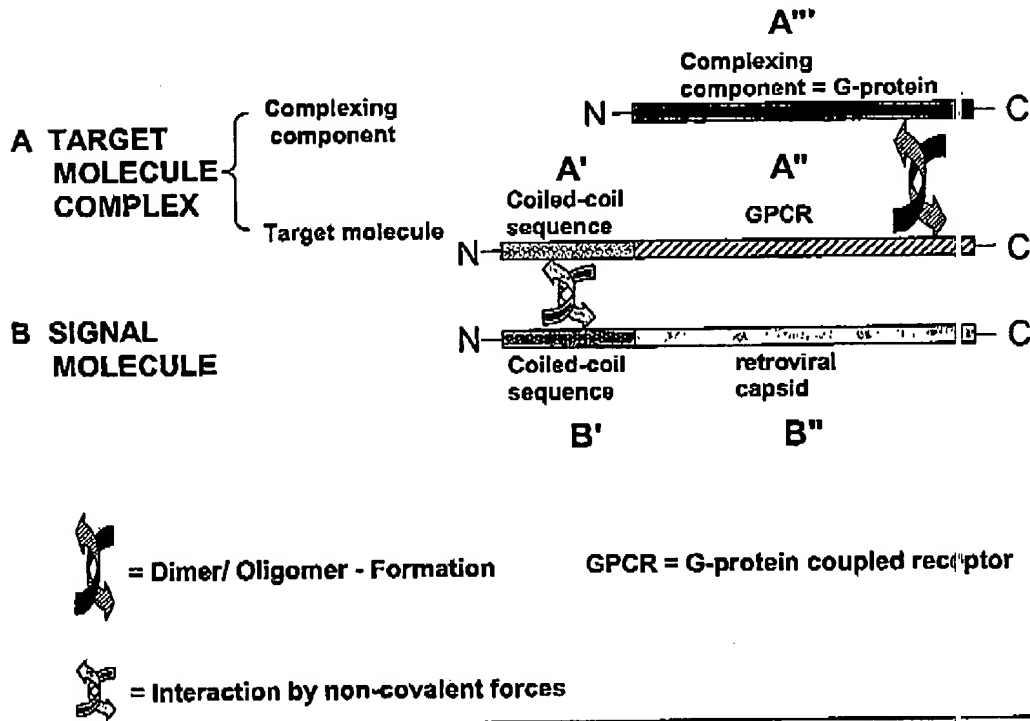 A'''
Complexing
component = G-protein
N
C
Complexing
component
A TARGET
MOLECULE
COMPLEX
A'
A''
Coiled-coil
sequence
GPCR
Target molecule
N
C
B SIGNAL
MOLECULE
N
C
Coiled-coil
sequence
retroviral
capsid
B'
B''
= Dimer/ Oligomer - Formation
GPCR = G-protein coupled receptor
= Interaction by non-covalent forces